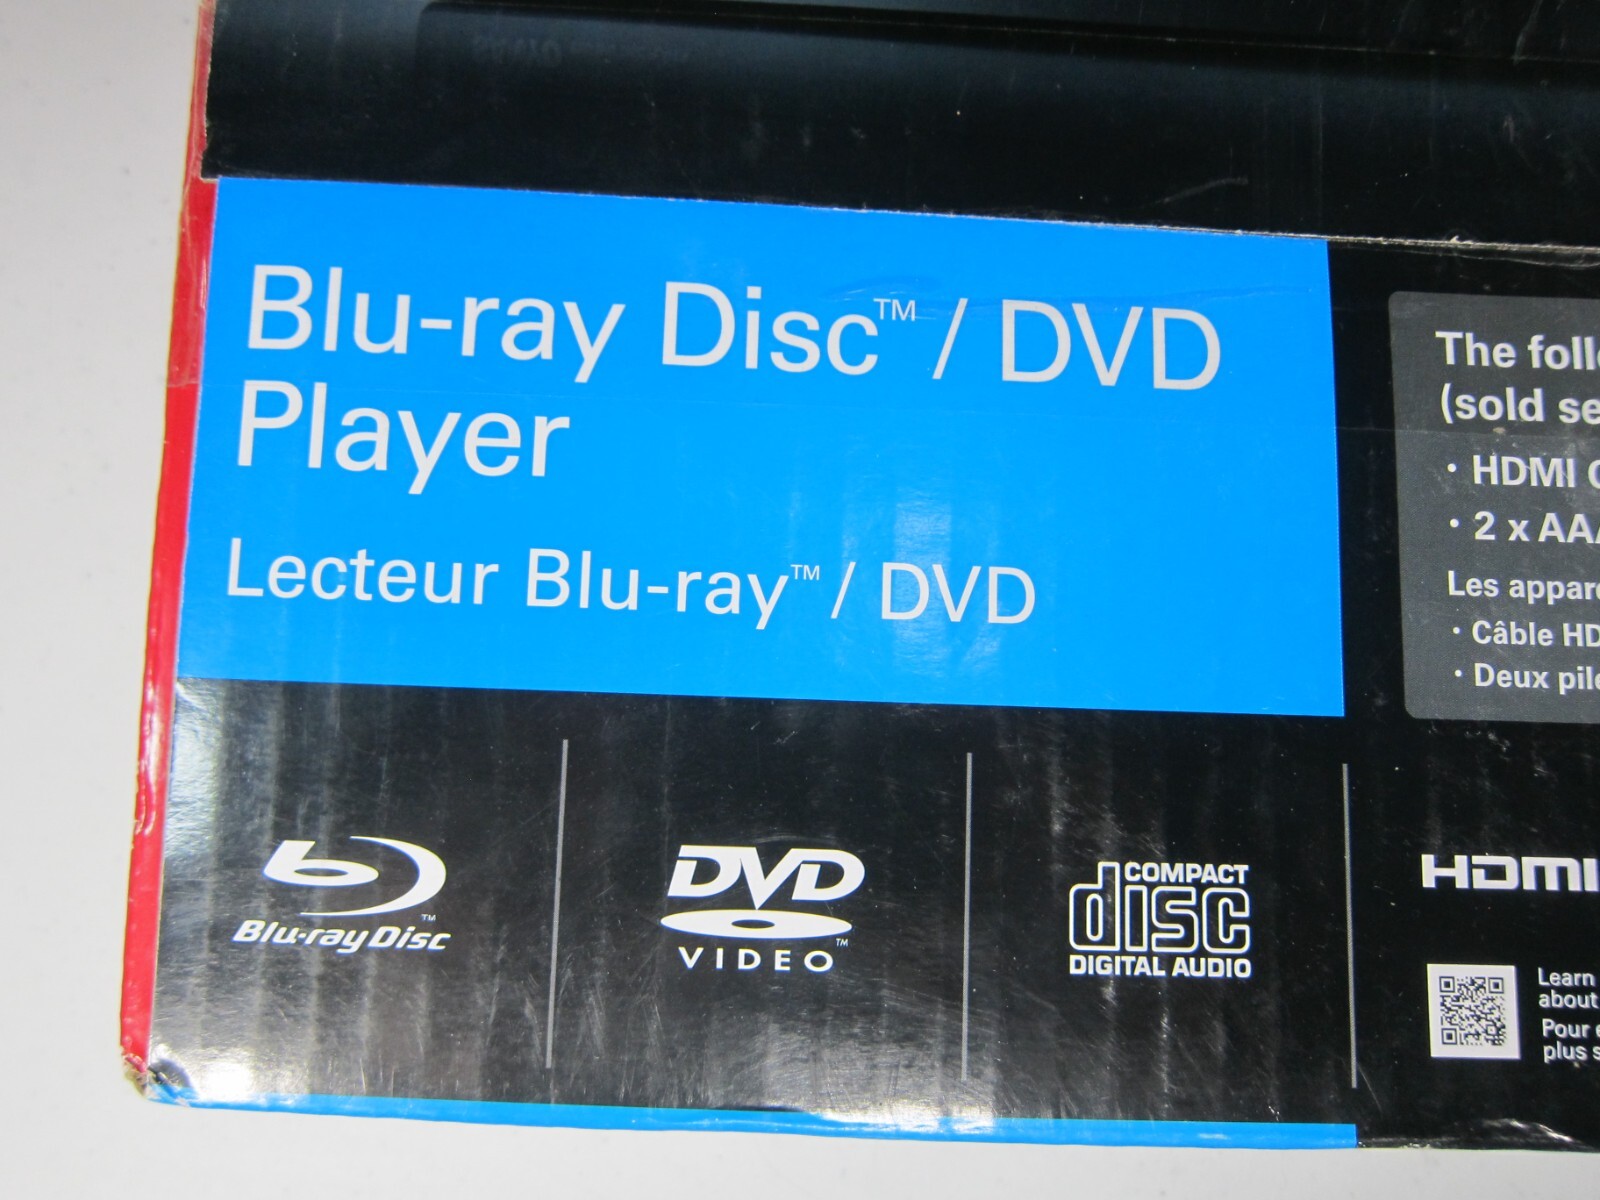 Blu-ray Disc™ / DVD
Player
Lecteur Blu-ray™ / DVD
The foll
(sold se
· HDMI C
· 2 x AAA
Les appare
· Câble HD
· Deux pile
Blu-ray Disc™
DVD
VIDEO™
COMPACT
disc
DIGITAL AUDIO
HDMI
Learn
about
Pour e
plus s